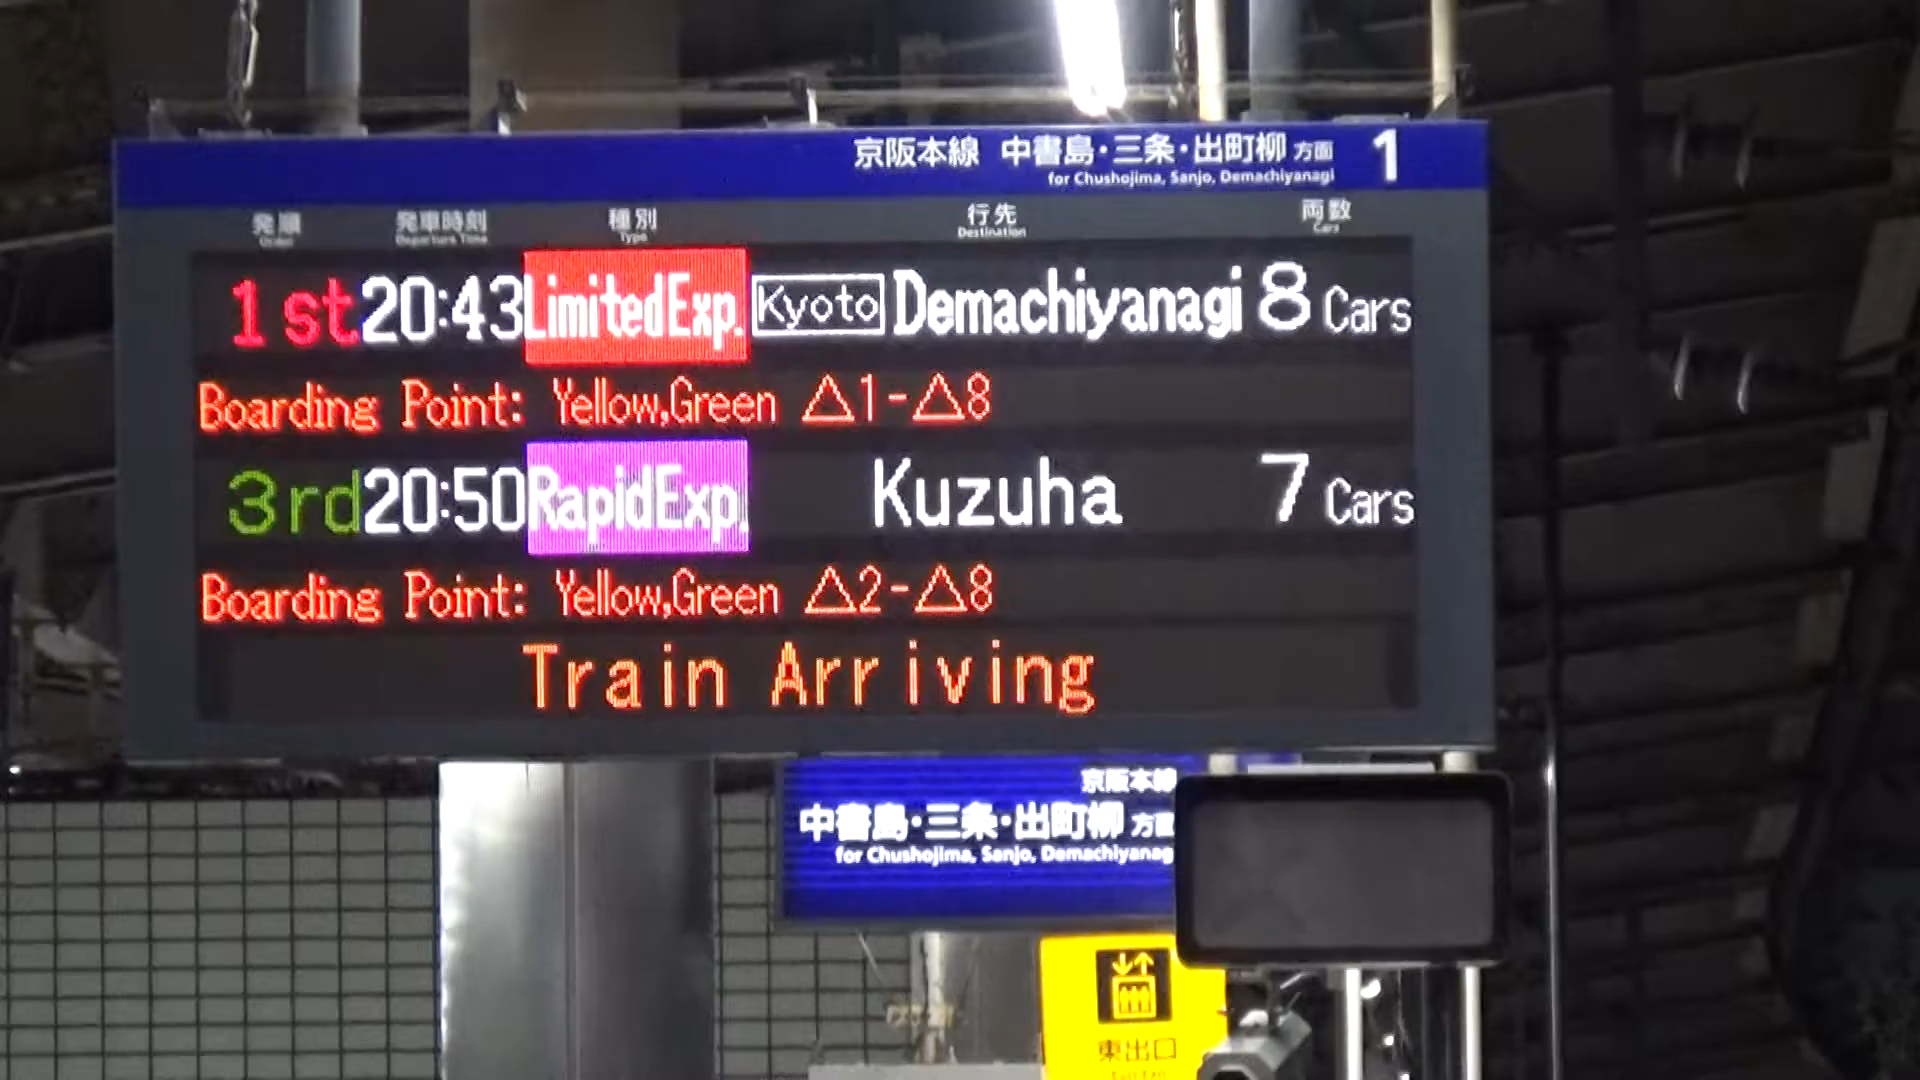 京阪本線 中書島・三条・出町柳 方面 1
for Chushojima, Sanjo, Demachiyanagi
発順 発車時刻 種別 行先 両数
Order Departure Time Type Destination Cars
1st 20:43 LimitedExp. Kyoto Demachiyanagi 8 Cars
Boarding Point: Yellow,Green △1-△8
3rd 20:50 RapidExp. Kuzuha 7 Cars
Boarding Point: Yellow,Green △2-△8
Train Arriving
京阪本線
中書島・三条・出町柳 方面
for Chushojima, Sanjo, Demachiyanag
東出口